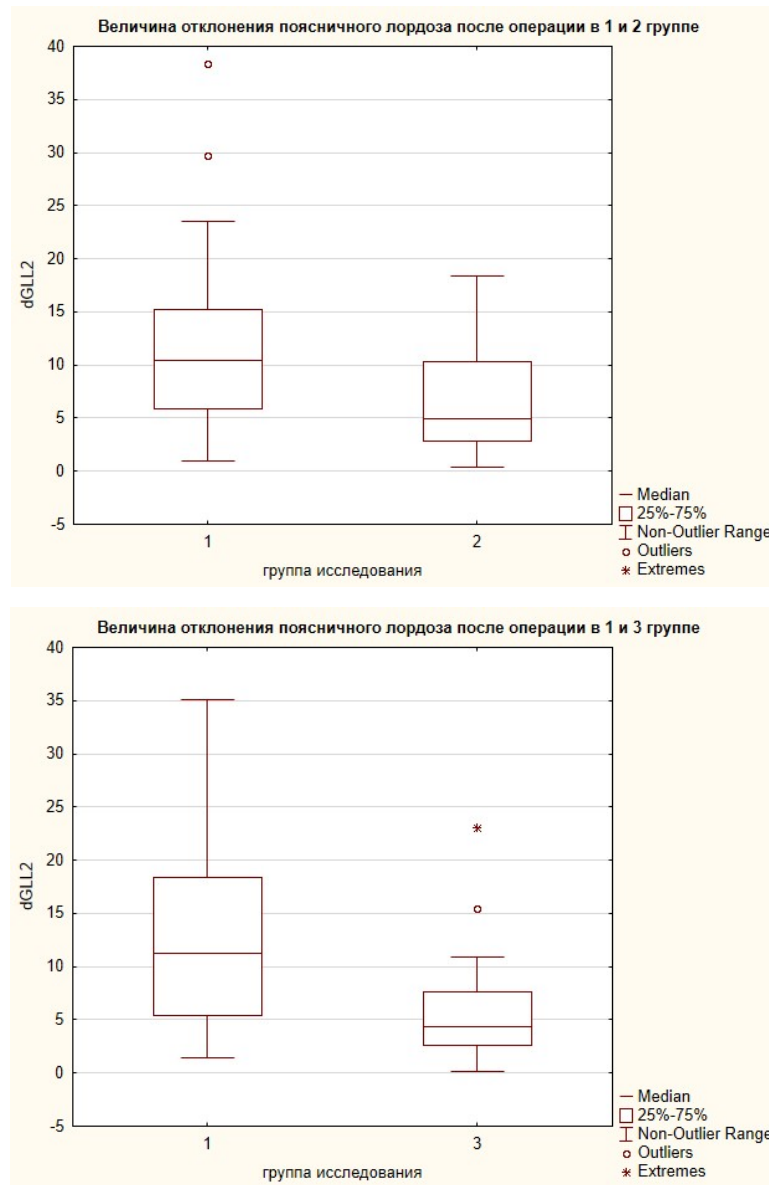 Величина отклонения поясничного лордоза после операции в 1 и 2 группе
40
35
30
25
20
15
10
5
0
-5
dGLL2
1 2
группа исследования
Median
25%-75%
Non-Outlier Range
Outliers
Extremes
Величина отклонения поясничного лордоза после операции в 1 и 3 группе
40
35
30
25
20
15
10
5
0
-5
dGLL2
1 3
группа исследования
Median
25%-75%
Non-Outlier Range
Outliers
Extremes